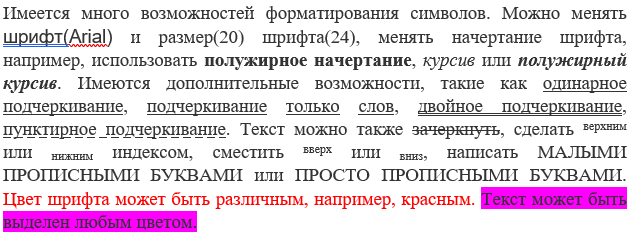 Имеется много возможностей форматирования символов. Можно менять
шрифт(Arial) и размер(20) шрифта(24), менять начертание шрифта,
например, использовать полужирное начертание, курсив или полужирный
курсив. Имеются дополнительные возможности, такие как одинарное
подчеркивание, подчеркивание только слов, двойное подчеркивание,
пунктирное подчеркивание. Текст можно также зачеркнуть, сделать верхним
или нижним индексом, сместить вверх или вниз, написать МАЛЫМИ
ПРОПИСНЫМИ БУКВАМИ или ПРОСТО ПРОПИСНЫМИ БУКВАМИ.
Цвет шрифта может быть различным, например, красным. Текст может быть
выделен любым цветом.